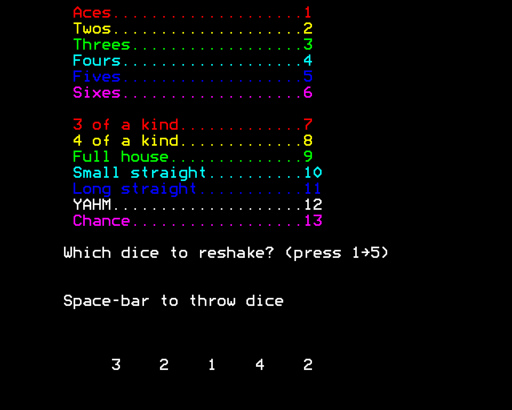 Aces....................1
Twos....................2
Threes..................3
Fours...................4
Fives...................5
Sixes...................6
3 of a kind.............7
4 of a kind.............8
Full house..............9
Small straight..........10
Long straight...........11
YAHM....................12
Chance..................13
Which dice to reshake? (press 1→5)
Space-bar to throw dice
3 2 1 4 2